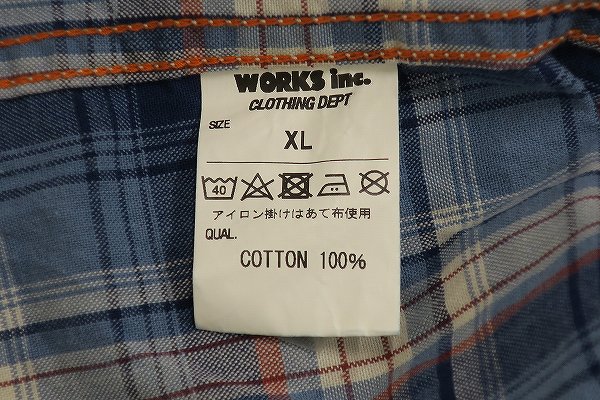 WORKS inc.
CLOTHING DEPT
SIZE
XL
40
アイロン掛けはあて布使用
QUAL.
COTTON 100%